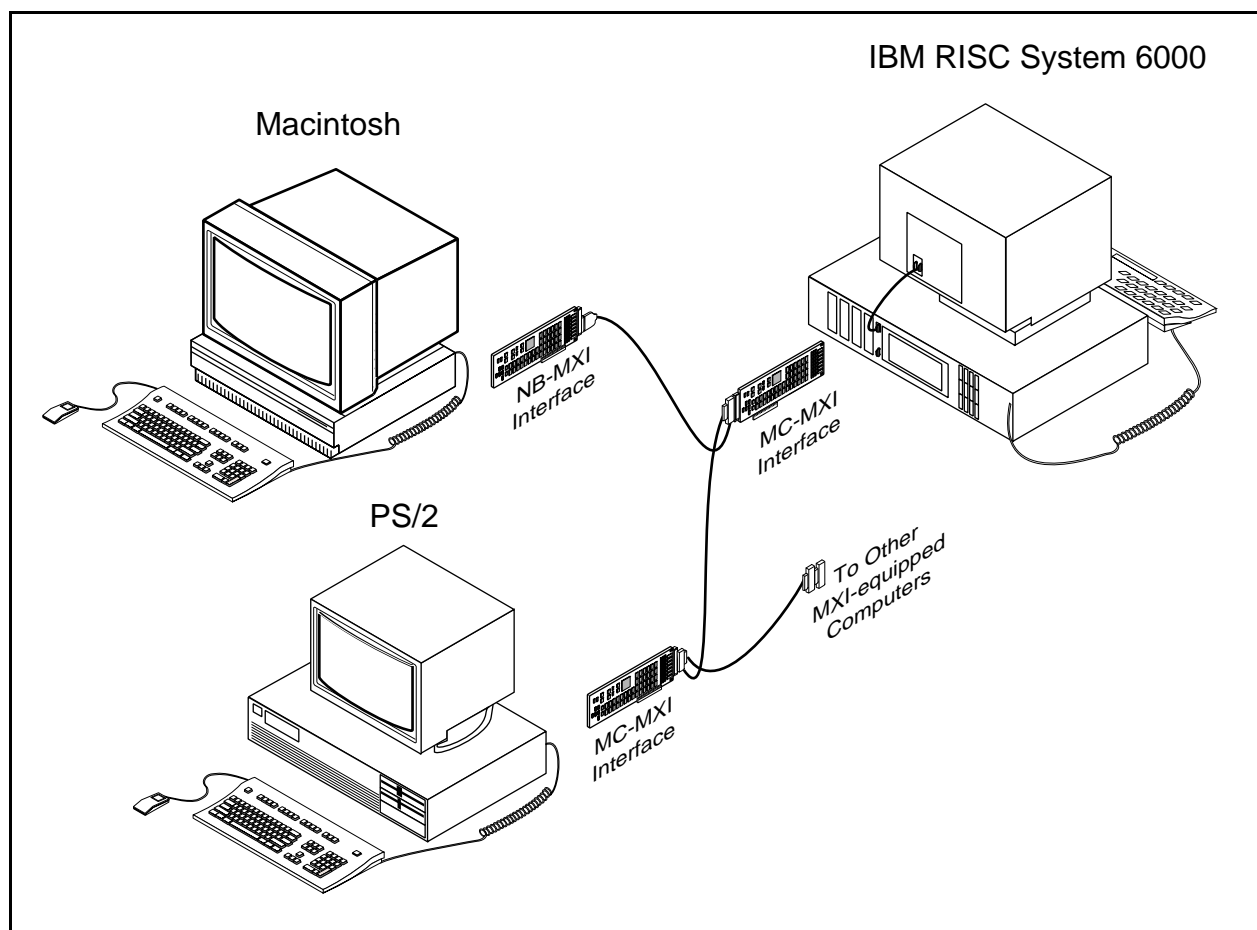 IBM RISC System 6000
Macintosh
NB-MXI
Interface
MC-MXI
Interface
PS/2
To Other
MXI-equipped
Computers
MC-MXI
Interface